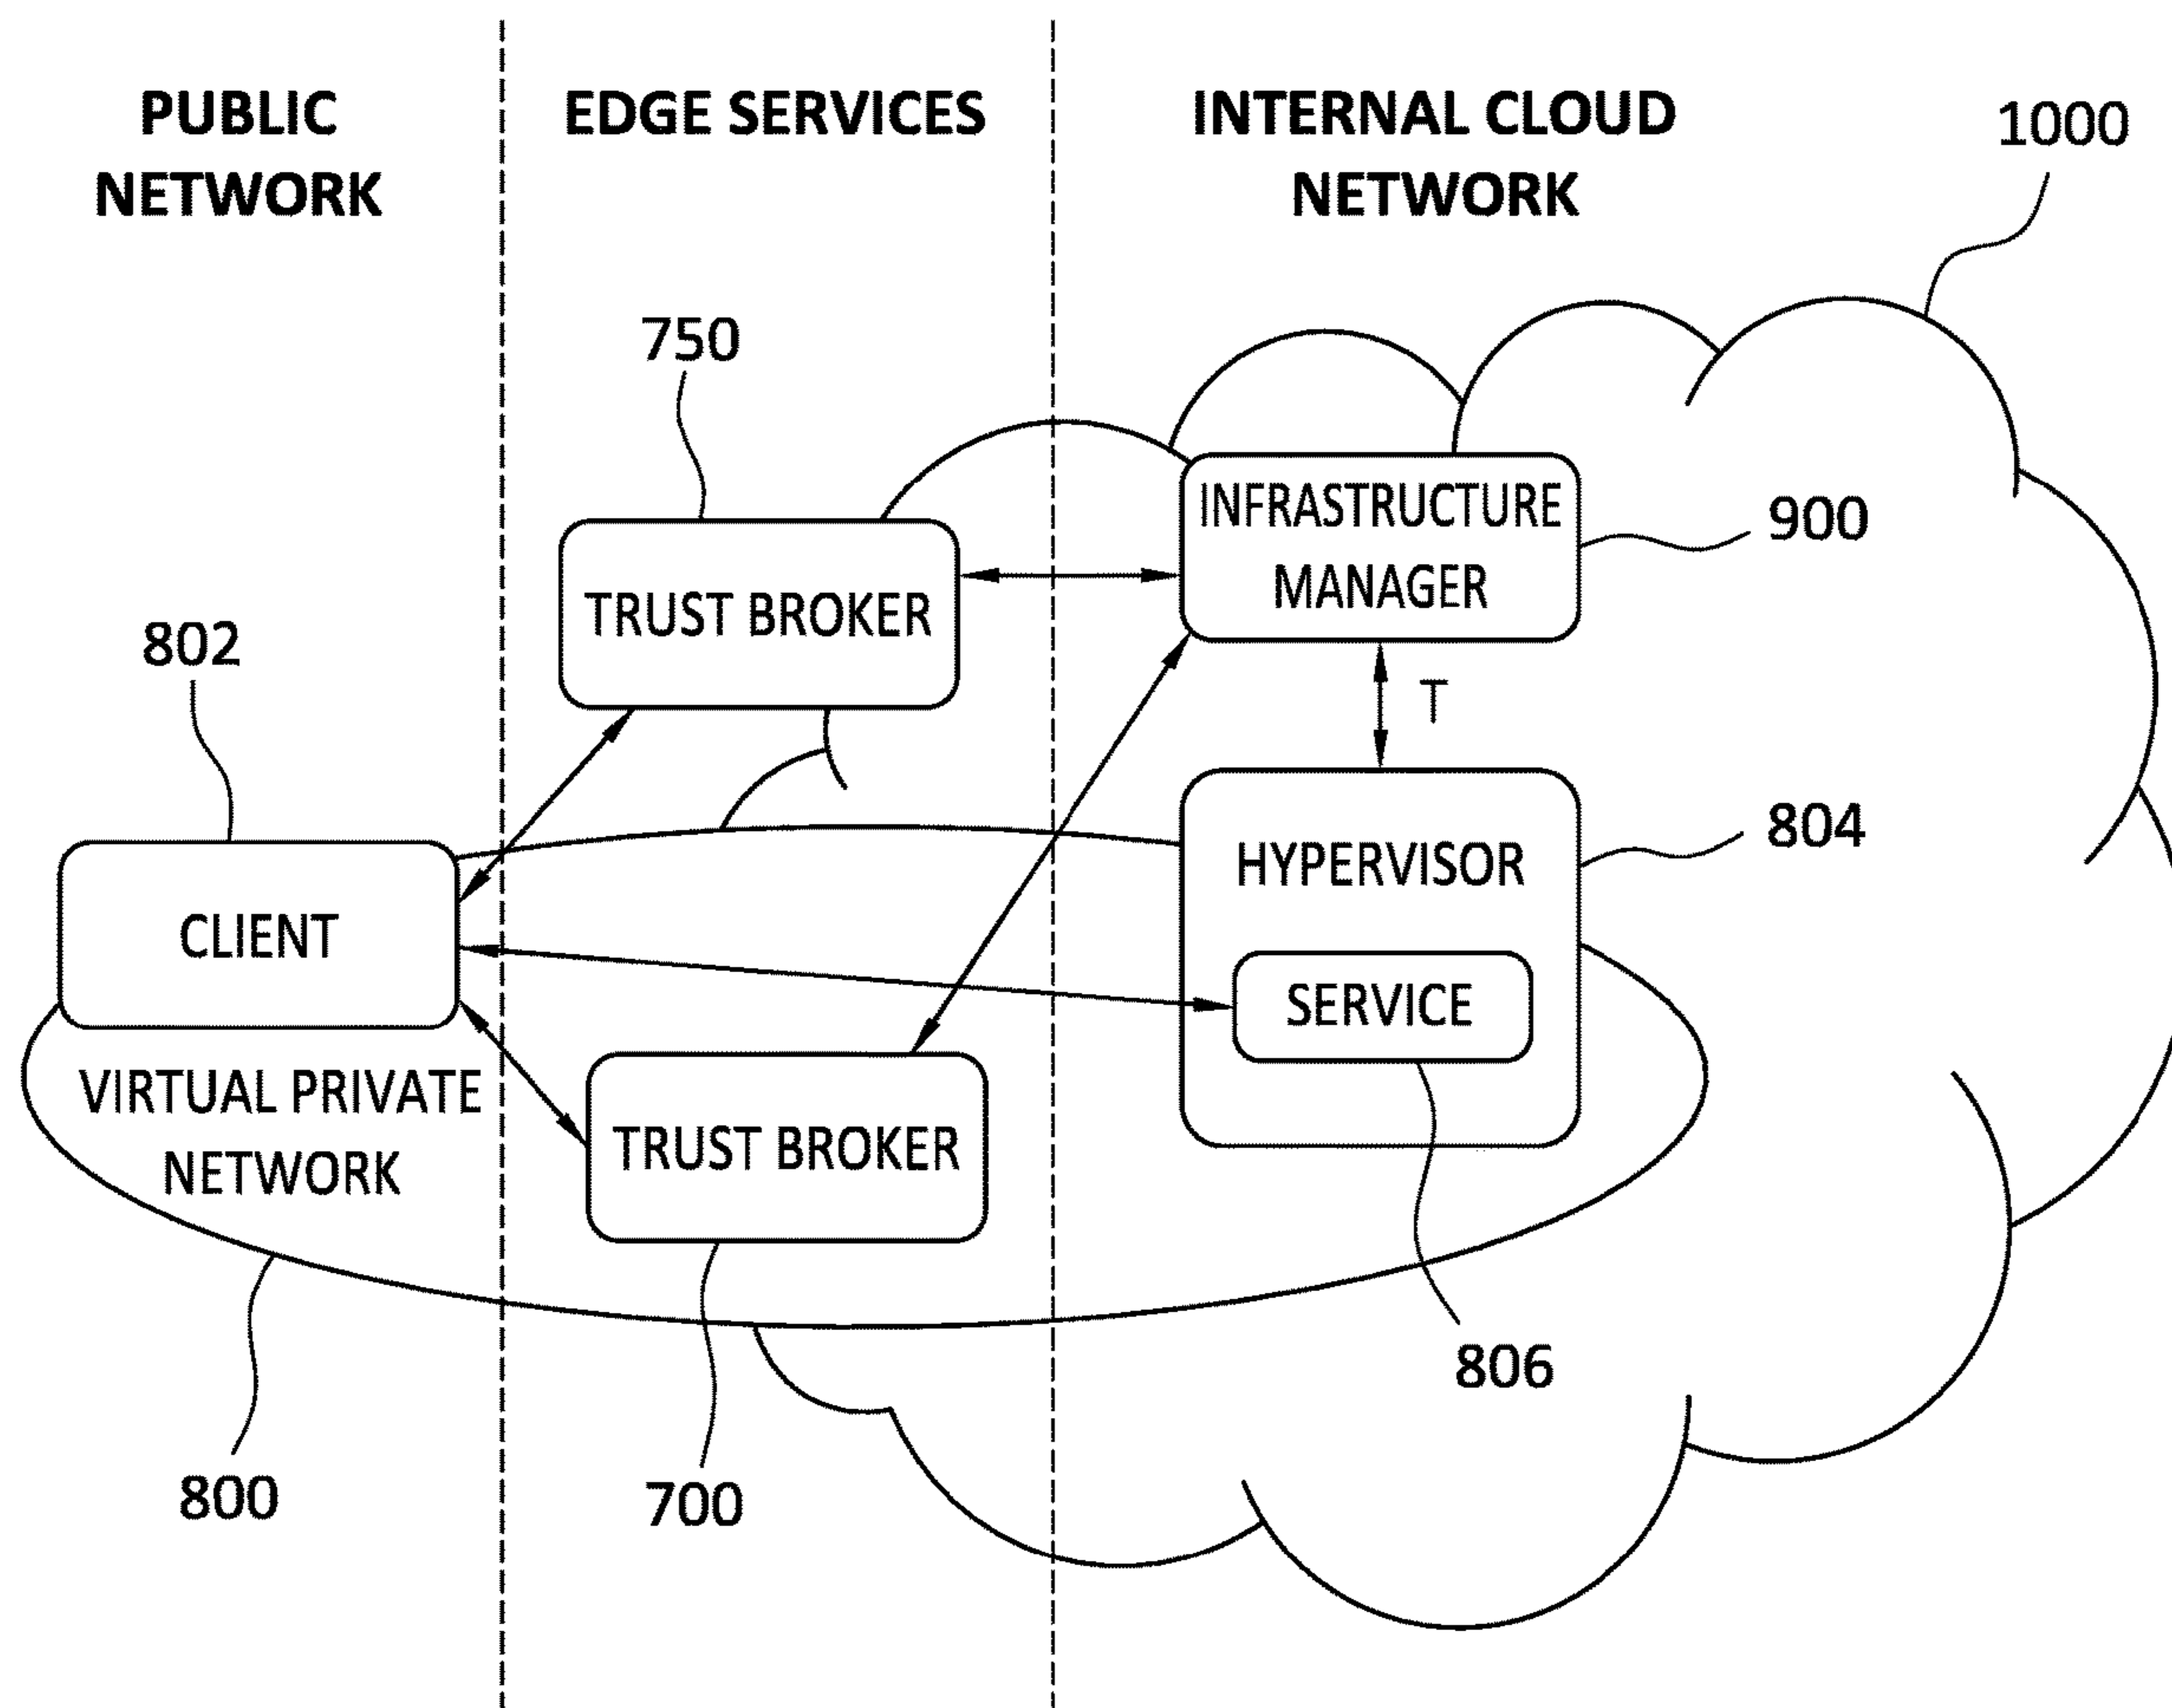 PUBLIC
NETWORK
EDGE SERVICES
INTERNAL CLOUD
NETWORK
1000
750
INFRASTRUCTURE
MANAGER
900
TRUST BROKER
802
T
804
HYPERVISOR
CLIENT
SERVICE
VIRTUAL PRIVATE
NETWORK
TRUST BROKER
806
800
700